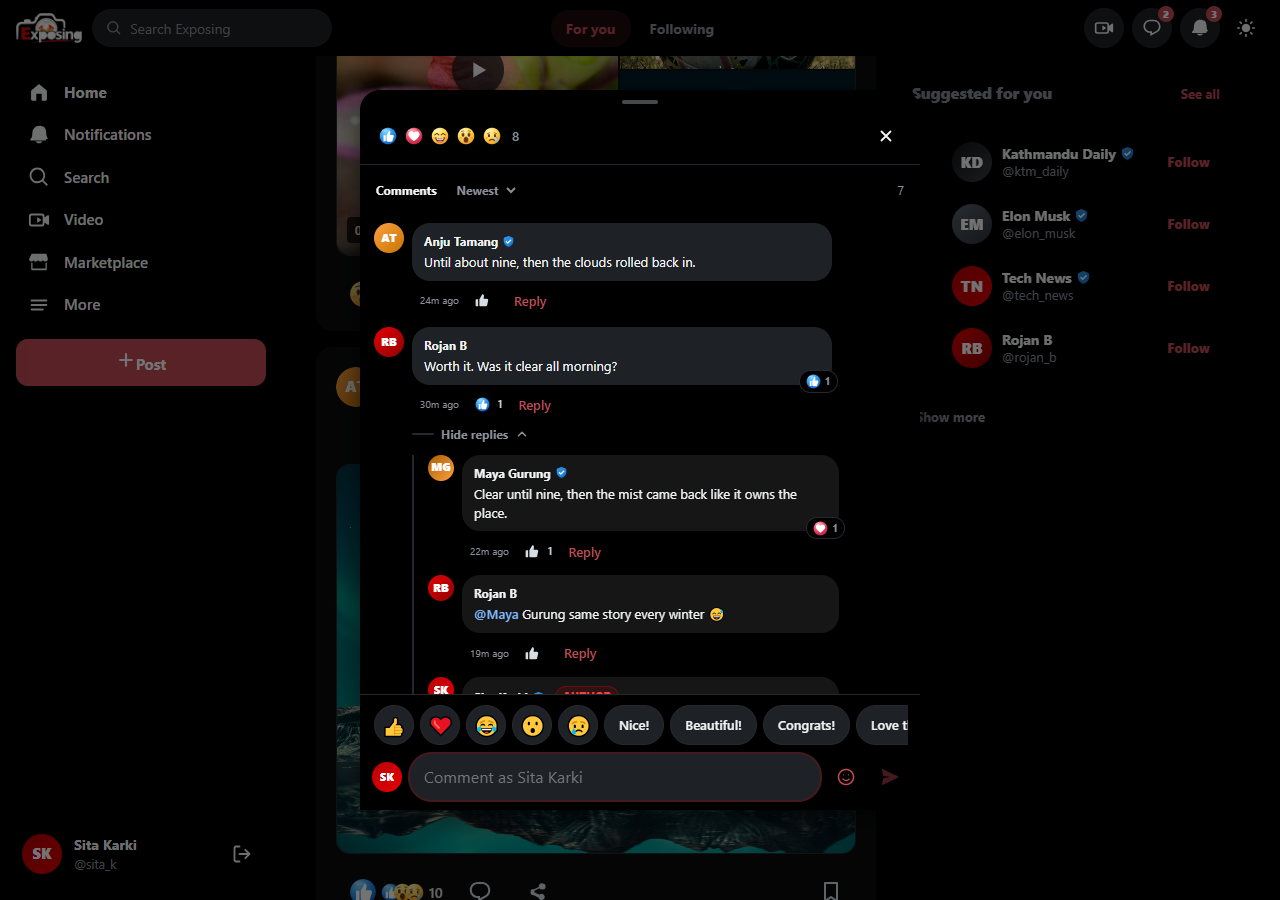 Exposing
Search Exposing
For you
Following
2
3
Home
Notifications
Search
Video
Marketplace
More
Post
SK
Sita Karki
@sita_k
8
Comments
Newest
7
AT
Anju Tamang
Until about nine, then the clouds rolled back in.
24m ago
Reply
RB
Rojan B
Worth it. Was it clear all morning?
1
30m ago
1
Reply
Hide replies
MG
Maya Gurung
Clear until nine, then the mist came back like it owns the
place.
1
22m ago
1
Reply
RB
Rojan B
@Maya Gurung same story every winter 😅
19m ago
Reply
SK
👍
❤️
😂
😮
😢
Nice!
Beautiful!
Congrats!
Love t
SK
Comment as Sita Karki
10
Suggested for you
See all
KD
Kathmandu Daily
@ktm_daily
Follow
EM
Elon Musk
@elon_musk
Follow
TN
Tech News
@tech_news
Follow
RB
Rojan B
@rojan_b
Follow
Show more